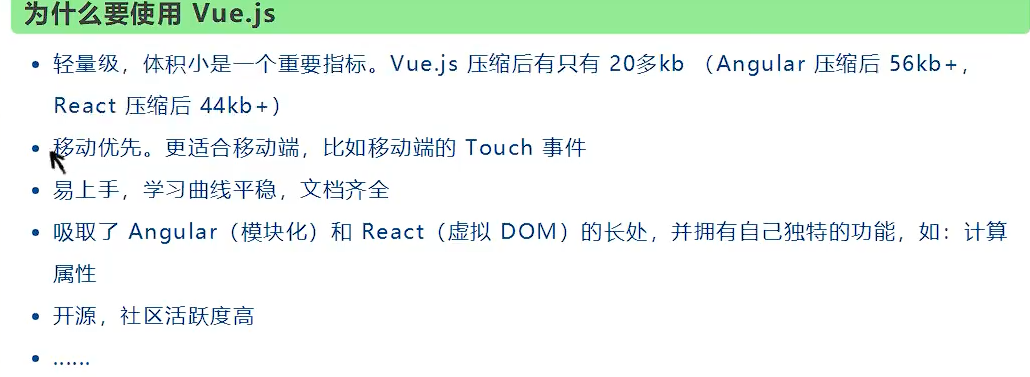 为什么要使用 Vue.js
• 轻量级，体积小是一个重要指标。Vue.js 压缩后有只有 20多kb （Angular 压缩后 56kb+，
React 压缩后 44kb+）
• 移动优先。更适合移动端，比如移动端的 Touch 事件
• 易上手，学习曲线平稳，文档齐全
• 吸取了 Angular（模块化）和 React（虚拟 DOM）的长处，并拥有自己独特的功能，如：计算
属性
• 开源，社区活跃度高
• ......